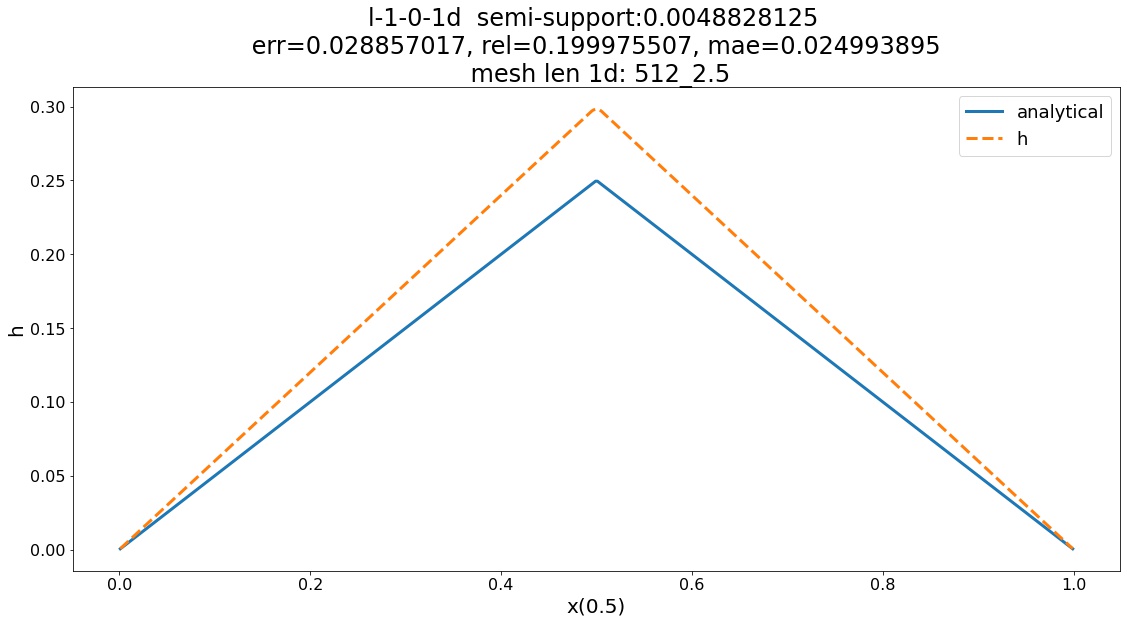 l-1-0-1d  semi-support:0.0048828125
err=0.028857017, rel=0.199975507, mae=0.024993895
mesh len 1d: 512_2.5
analytical
h
0.30
0.25
0.20
0.15
0.10
0.05
0.00
h
0.0 0.2 0.4 0.6 0.8 1.0
x(0.5)